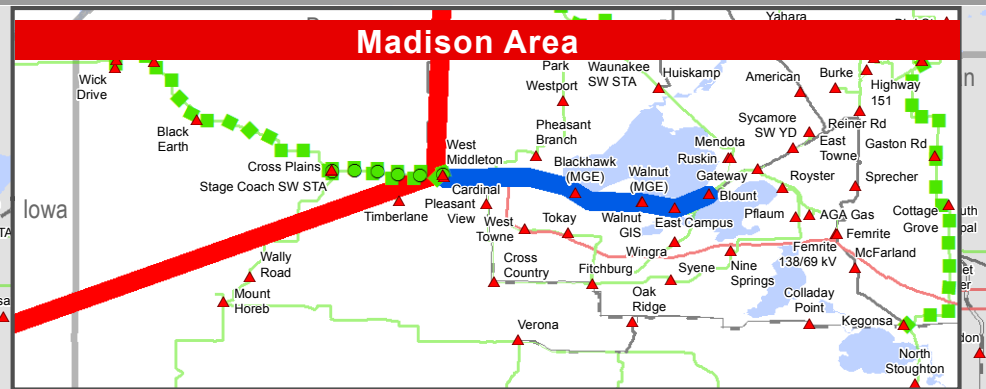 Madison Area
Yahara
Wick
Drive
Park
Westport
Waunakee
SW STA
Huiskamp
American
Burke
Highway
151
Black
Earth
Pheasant
Branch
Sycamore
SW YD
Reiner Rd
East
Towne
Gaston Rd
West
Middleton
Mendota
Ruskin
Cross Plains
Stage Coach SW STA
Blackhawk
(MGE)
Walnut
(MGE)
Gateway
Royster
Sprecher
Iowa
Timberlane
Cardinal
Pleasant
View
West
Towne
Tokay
Walnut
GIS
East Campus
Blount
Pflaum
AGA Gas
Cottage
Grove
Wingra
Femrite
Femrite
138/69 kV
McFarland
Wally
Road
Cross
Country
Fitchburg
Syene
Nine
Springs
Mount
Horeb
Oak
Ridge
Colladay
Point
Kegonsa
Verona
North
Stoughton